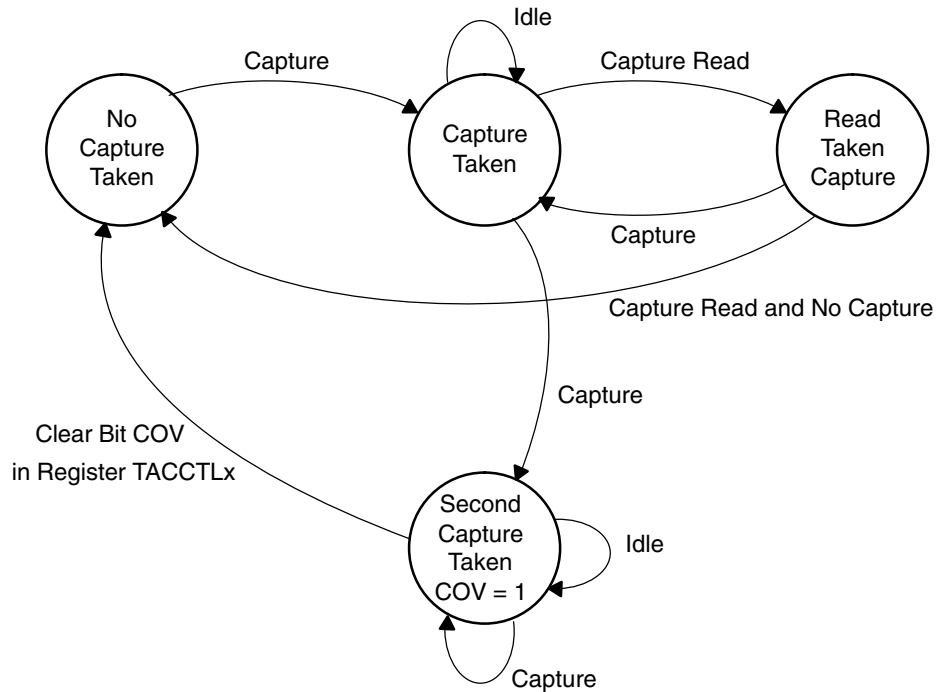 Idle
Capture
Capture Read
No
Capture
Taken
Capture
Taken
Read
Taken
Capture
Capture
Capture Read and No Capture
Capture
Clear Bit COV
in Register TACCTLx
Second
Capture
Taken
COV = 1
Idle
Capture